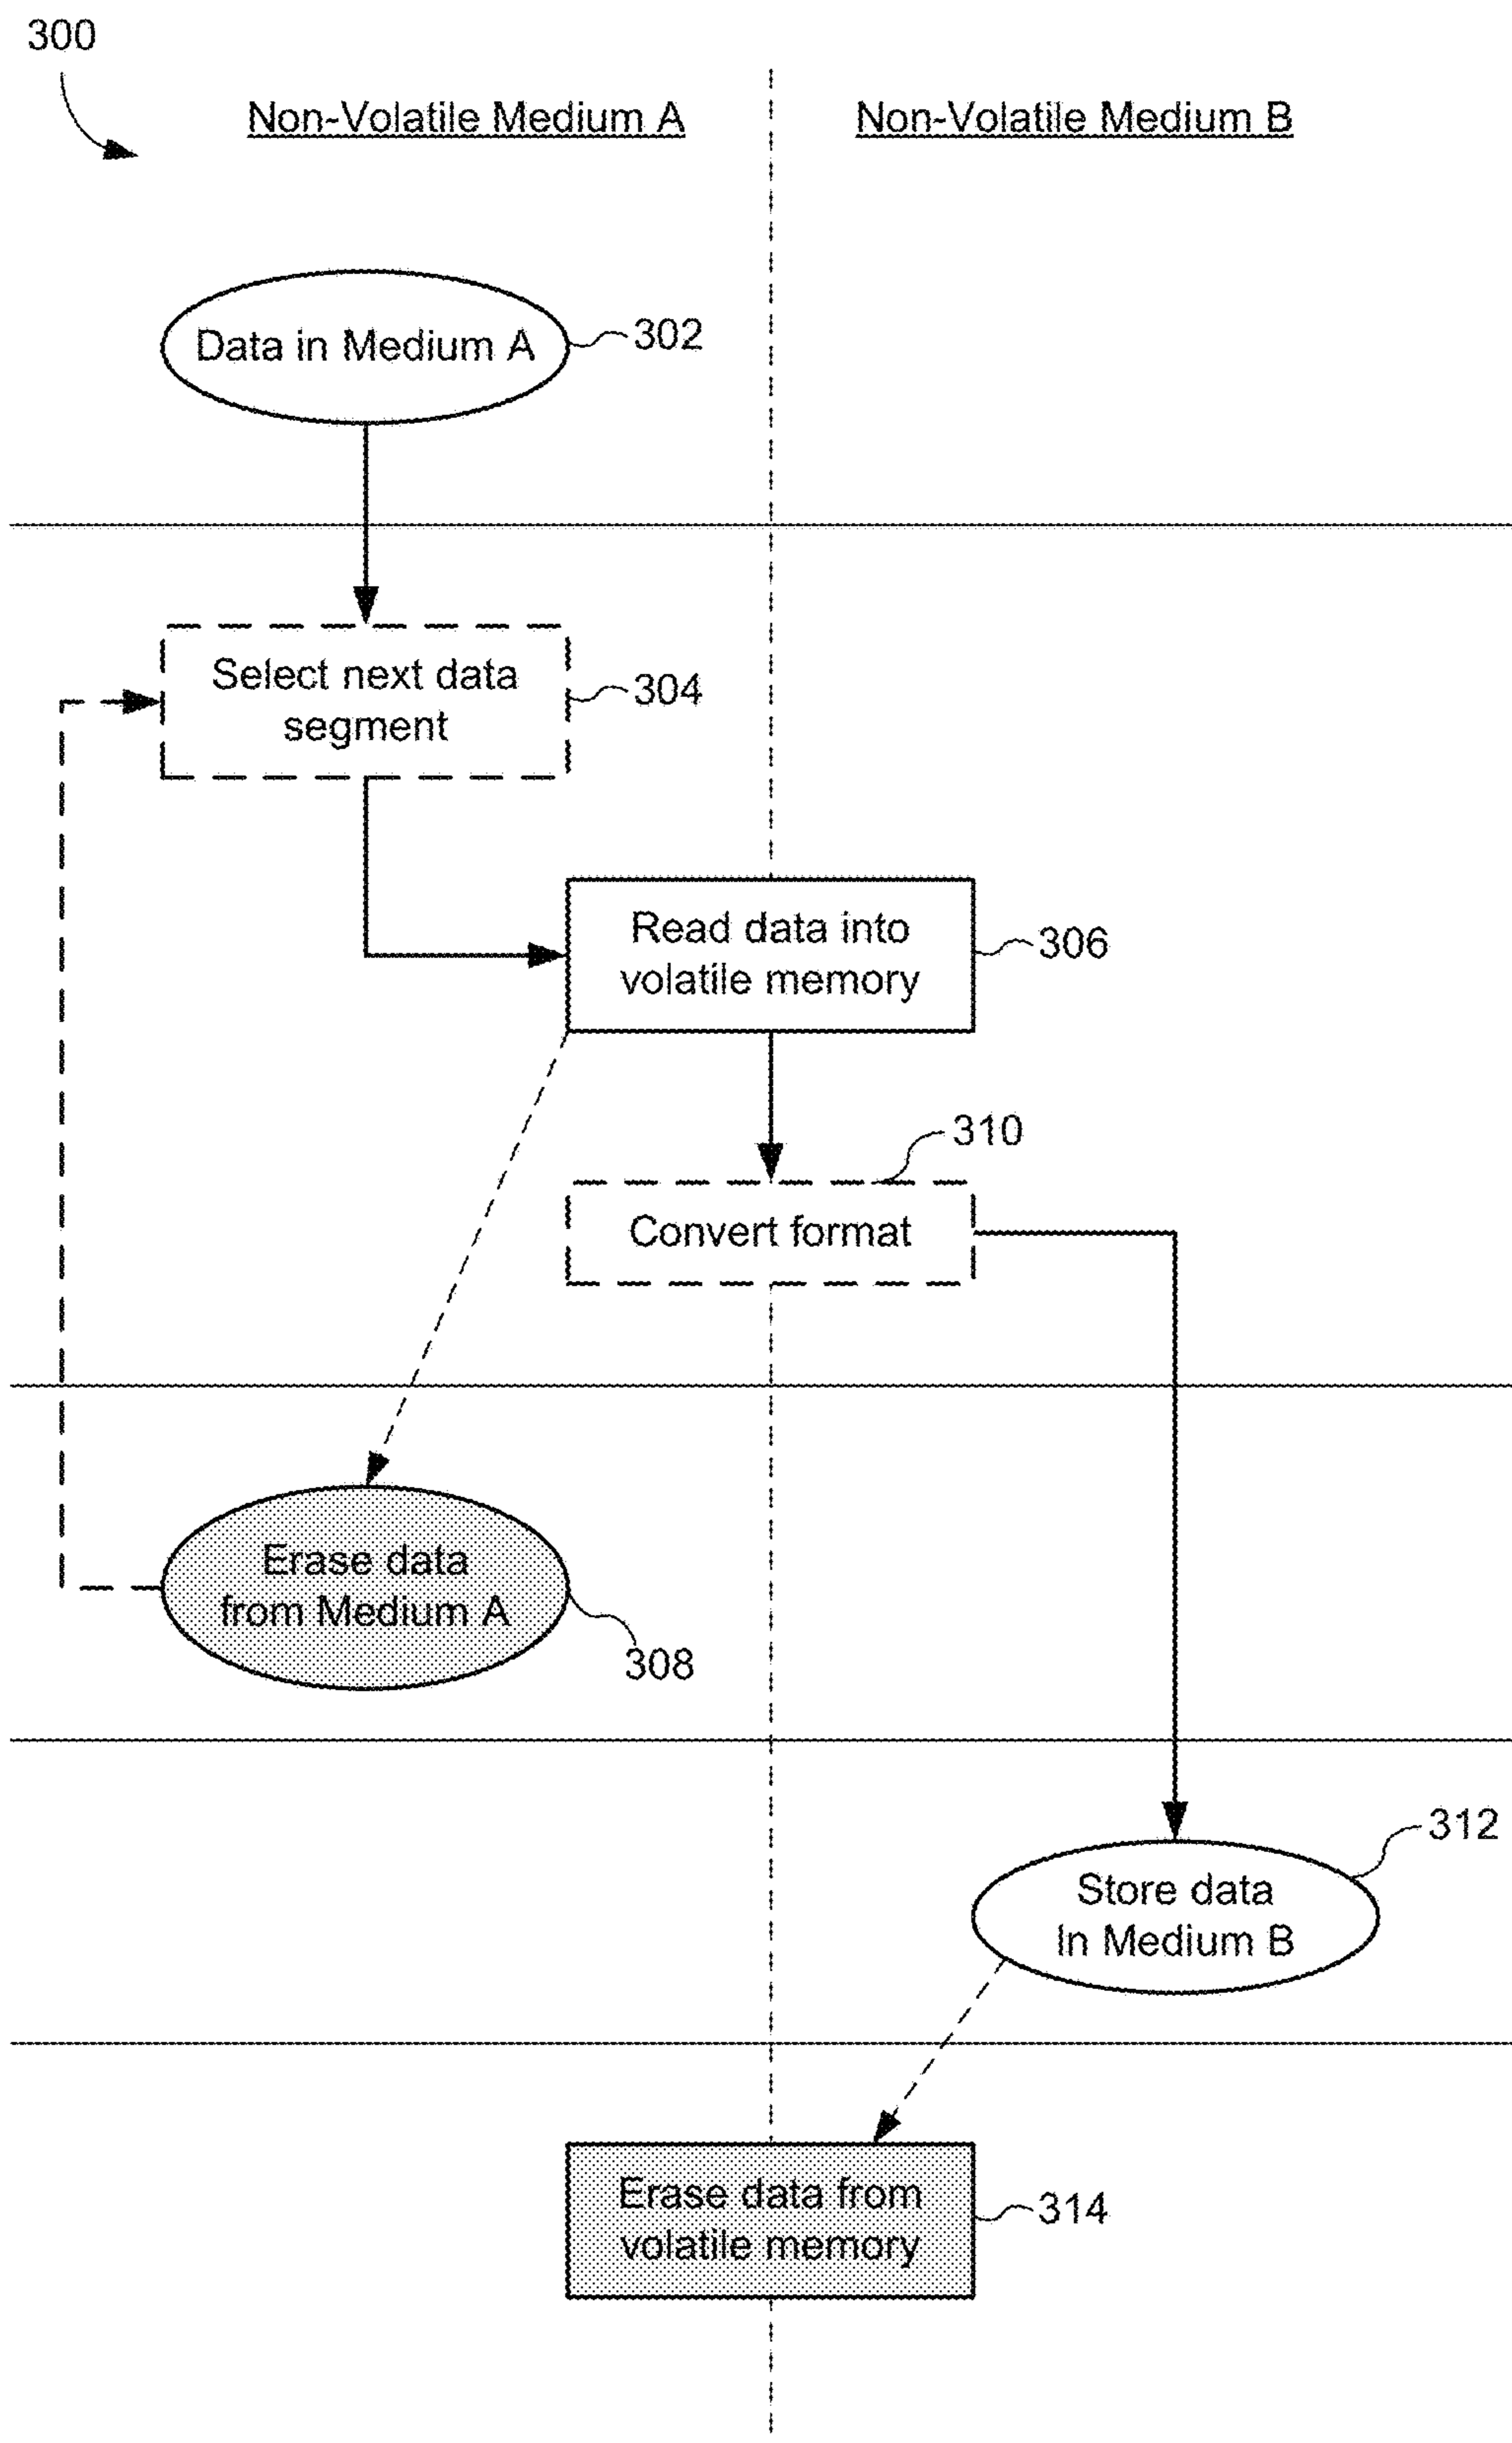 300
Non-Volatile Medium A
Non-Volatile Medium B
Data in Medium A
302
Select next data
segment
304
Read data into
volatile memory
306
310
Convert format
Erase data
from Medium A
308
312
Store data
In Medium B
Erase data from
volatile memory
314